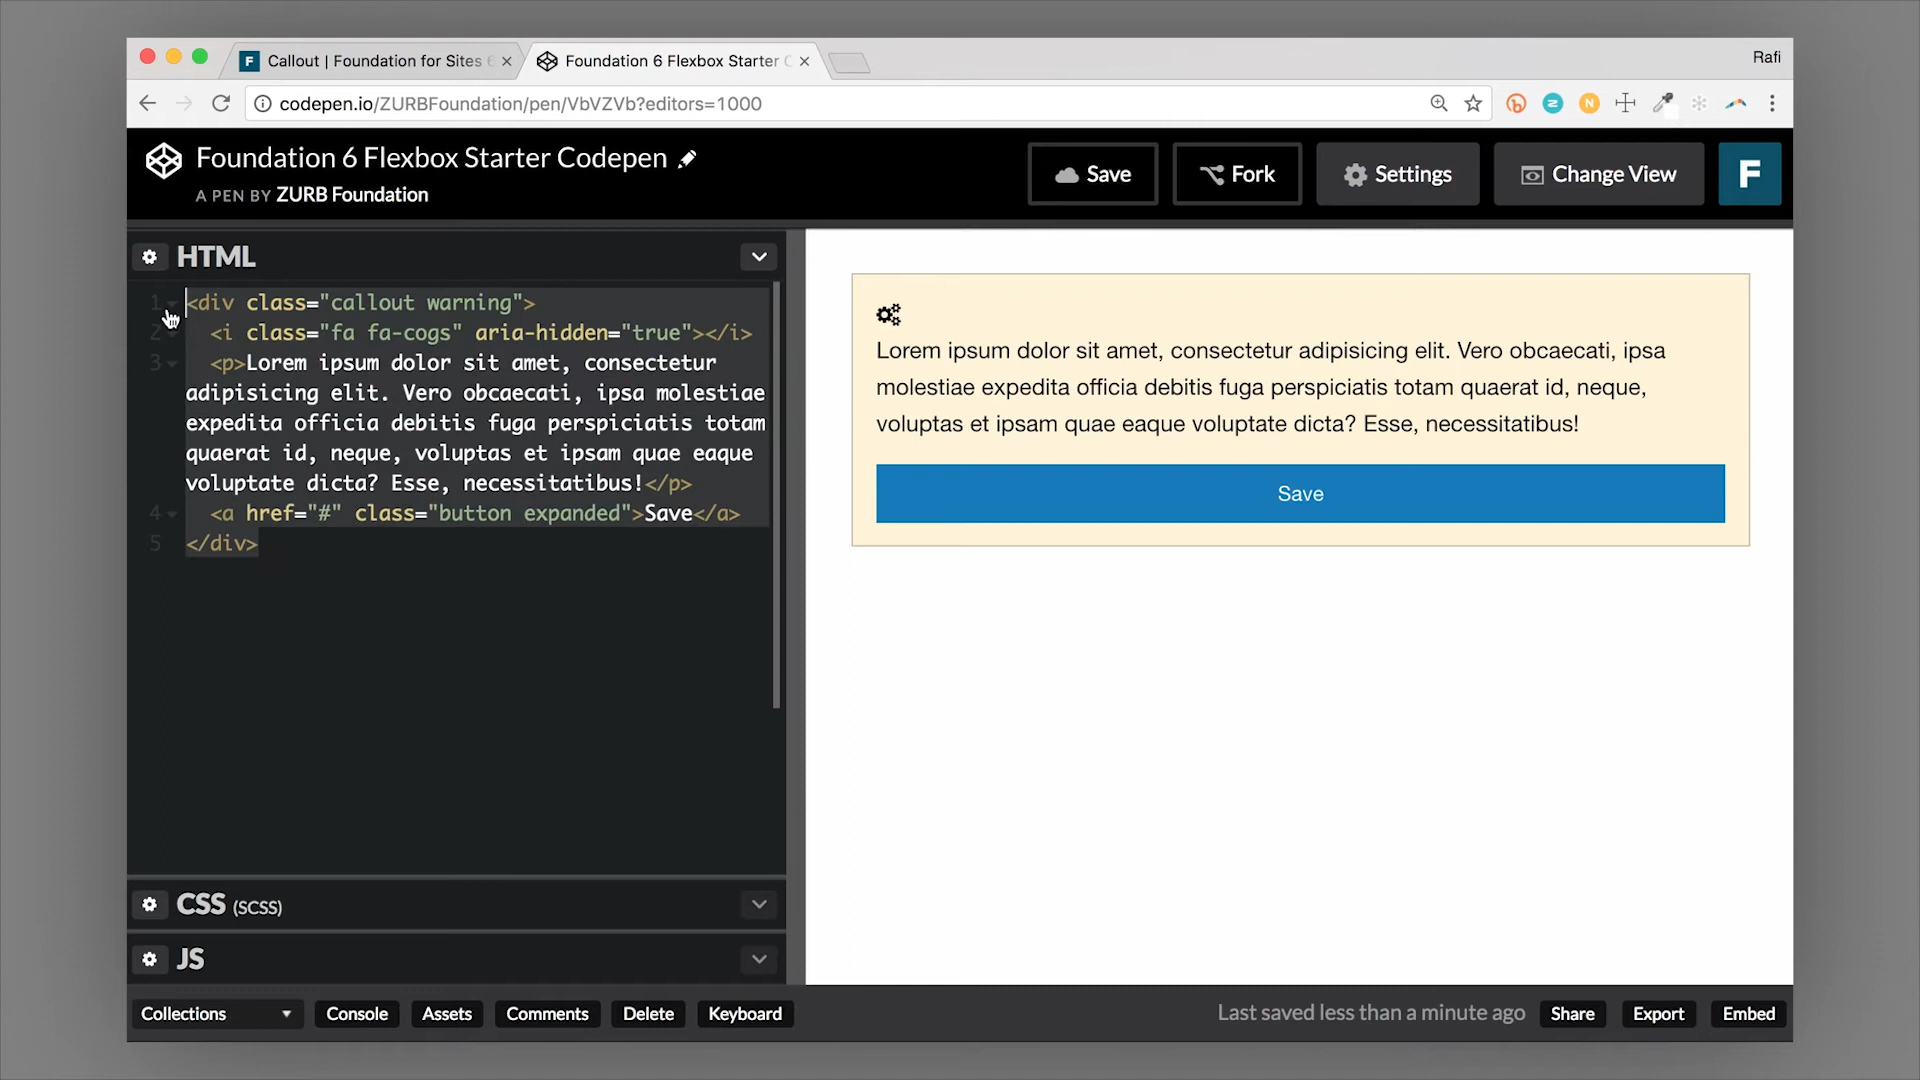 Callout | Foundation for Sites 6
Foundation 6 Flexbox Starter C
Rafi
codepen.io/ZURBFoundation/pen/VbVZVb?editors=1000
Foundation 6 Flexbox Starter Codepen
A PEN BY ZURB Foundation
Save
Fork
Settings
Change View
F
HTML
1 <div class="callout warning">
2 <i class="fa fa-cogs" aria-hidden="true"></i>
3 <p>Lorem ipsum dolor sit amet, consectetur
adipisicing elit. Vero obcaecati, ipsa molestiae
expedita officia debitis fuga perspiciatis totam
quaerat id, neque, voluptas et ipsam quae eaque
voluptate dicta? Esse, necessitatibus!</p>
4 <a href="#" class="button expanded">Save</a>
5 </div>
Lorem ipsum dolor sit amet, consectetur adipisicing elit. Vero obcaecati, ipsa
molestiae expedita officia debitis fuga perspiciatis totam quaerat id, neque,
voluptas et ipsam quae eaque voluptate dicta? Esse, necessitatibus!
Save
CSS (SCSS)
JS
Collections
Console
Assets
Comments
Delete
Keyboard
Last saved less than a minute ago
Share
Export
Embed